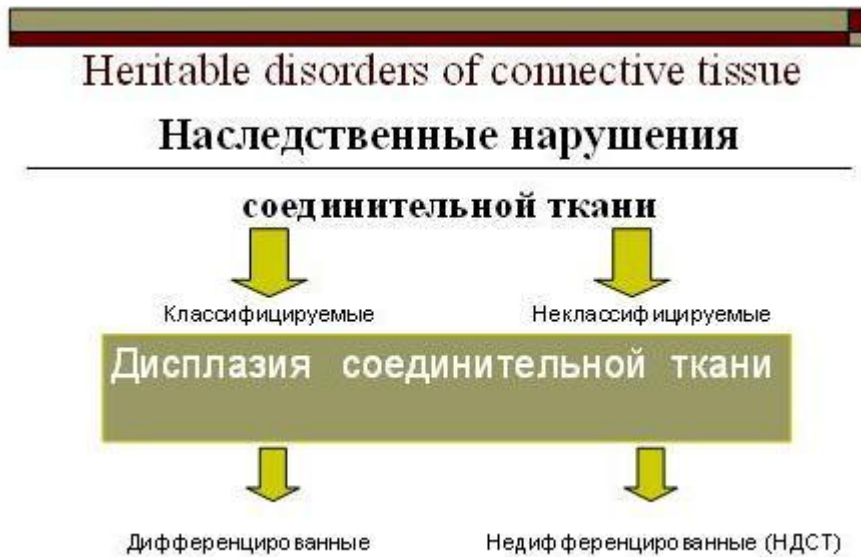 Heritable disorders of connective tissue
Наследственные нарушения
соединительной ткани
Классифицируемые Неклассифицируемые
Дисплазия соединительной ткани
Дифференцированные Недифференцированные (НДСТ)